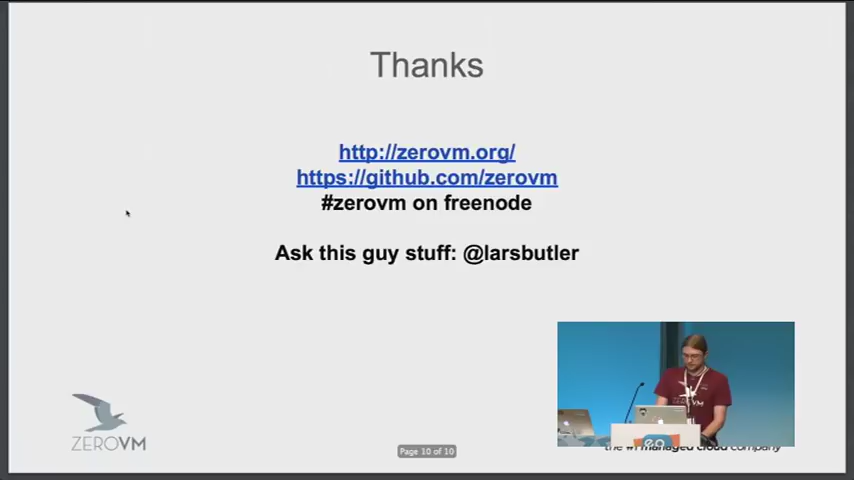 Thanks
http://zerovm.org/
https://github.com/zerovm
#zerovm on freenode
Ask this guy stuff: @larsbutler
ZEROVM
Page 10 of 10
the #1 managed cloud company